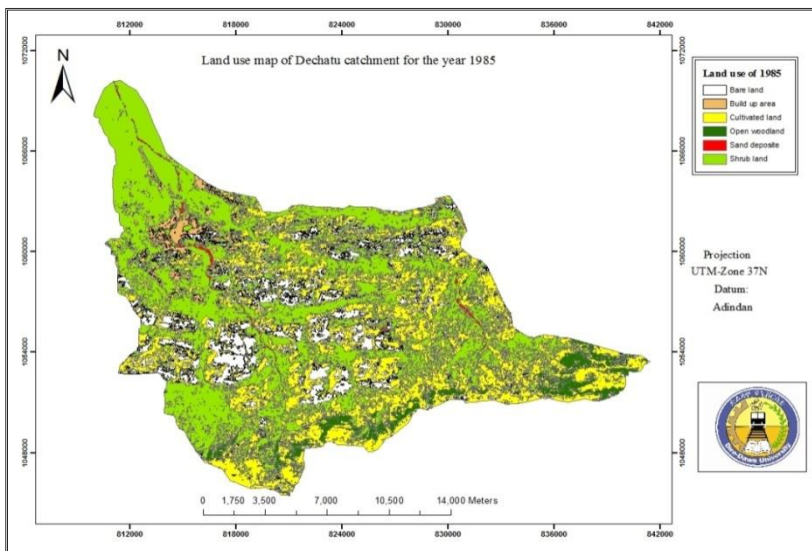 812000 818000 824000 830000 836000 842000
1072000
1066000
1060000
1054000
1048000
N
Land use map of Dechatu catchment for the year 1985
0 1,750 3,500 7,000 10,500 14,000 Meters
812000 818000 824000 830000 836000 842000
1072000
1066000
1060000
1054000
1048000
Land use of 1985
Bare land
Build up area
Cultivated land
Open woodland
Sand deposite
Shrub land
Projection
UTM-Zone 37N
Datum:
Adindan
Dire-Dawa University